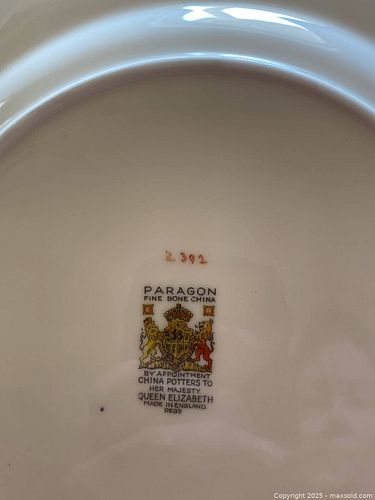 Z391
PARAGON
FINE BONE CHINA
BY APPOINTMENT
CHINA POTTERS TO
HER MAJESTY
QUEEN ELIZABETH
MADE IN ENGLAND.
REGD
Copyright 2025 - maxsold.com